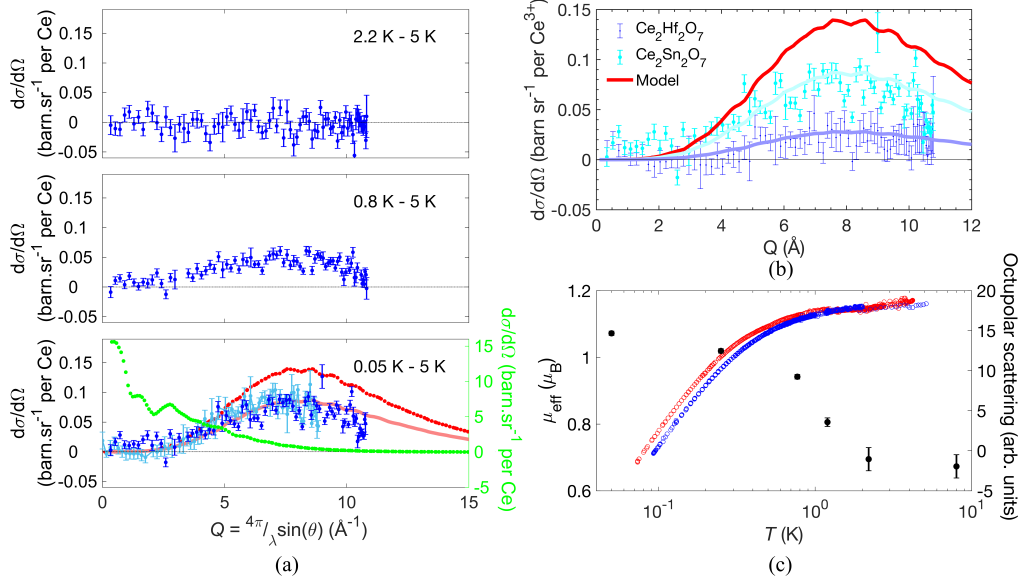 2.2 K - 5 K
dσ/dΩ
(barn.sr⁻¹ per Ce)
0.15
0.1
0.05
0
-0.05
0.8 K - 5 K
dσ/dΩ
(barn.sr⁻¹ per Ce)
0.15
0.1
0.05
0
-0.05
0.05 K - 5 K
dσ/dΩ
(barn.sr⁻¹ per Ce)
0.15
0.1
0.05
0
-0.05
15
10
5
0
-5
dσ/dΩ (barn.sr⁻¹ per Ce)
0 5 10 15
Q = 4π/λ sin(θ) (Å⁻¹)
(a)
dσ/dΩ (barn.sr⁻¹ per Ce³⁺)
0.15
0.1
0.05
0
-0.05
Ce₂Hf₂O₇
Ce₂Sn₂O₇
Model
0 2 4 6 8 10 12
Q (Å)
(b)
μeff (μB)
1.2
1
0.8
0.6
20
15
10
5
0
-5
Octupolar scattering (arb. units)
10⁻¹ 10⁰ 10¹
T (K)
(c)